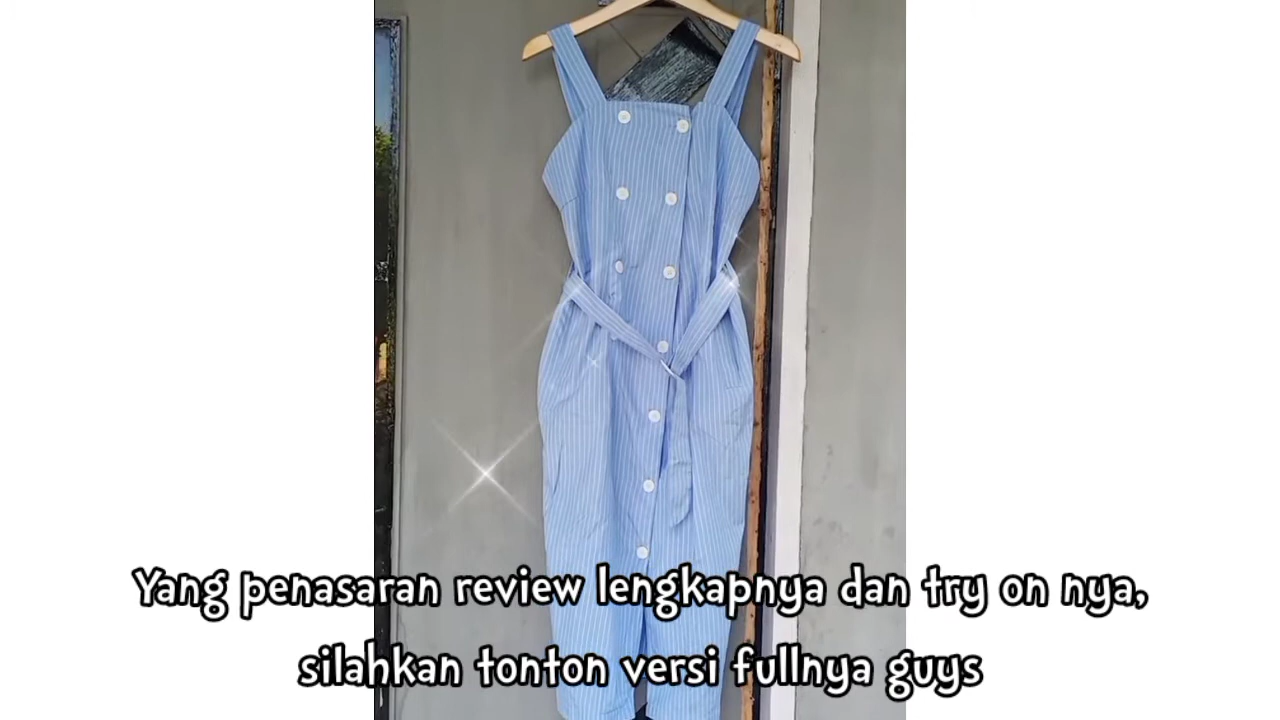 Yang penasaran review lengkapnya dan try on nya,
silahkan tonton versi fullnya guys